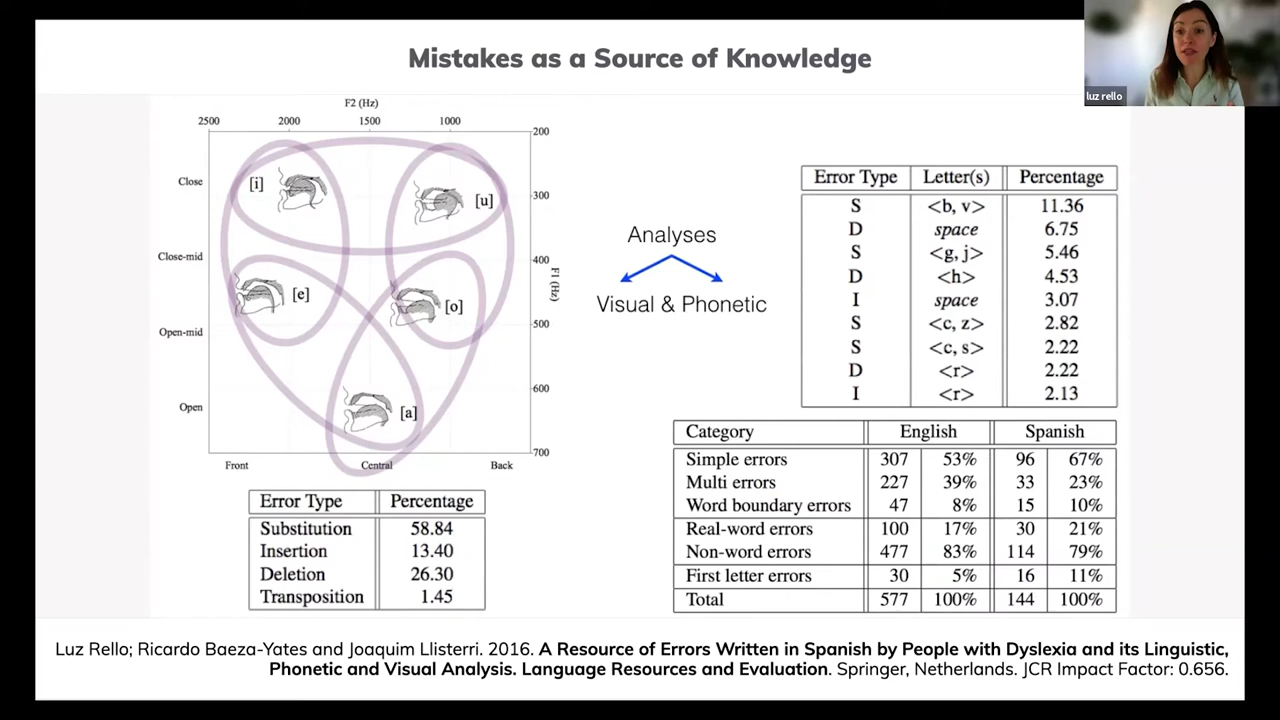 Mistakes as a Source of Knowledge
luz rello
F2 (Hz)
2500 2000 1500 1000
200
300
400
500
600
700
F1 (Hz)
Close
Close-mid
Open-mid
Open
[i]
[u]
[e]
[o]
[a]
Front Central Back
Analyses
Visual & Phonetic
Error Type Letter(s) Percentage
S <b, v> 11.36
D space 6.75
S <g, j> 5.46
D <h> 4.53
I space 3.07
S <c, z> 2.82
S <c, s> 2.22
D <r> 2.22
I <r> 2.13
Error Type Percentage
Substitution 58.84
Insertion 13.40
Deletion 26.30
Transposition 1.45
Category English Spanish
Simple errors 307 53% 96 67%
Multi errors 227 39% 33 23%
Word boundary errors 47 8% 15 10%
Real-word errors 100 17% 30 21%
Non-word errors 477 83% 114 79%
First letter errors 30 5% 16 11%
Total 577 100% 144 100%
Luz Rello; Ricardo Baeza-Yates and Joaquim Llisterri. 2016. A Resource of Errors Written in Spanish by People with Dyslexia and its Linguistic,
Phonetic and Visual Analysis. Language Resources and Evaluation. Springer, Netherlands. JCR Impact Factor: 0.656.